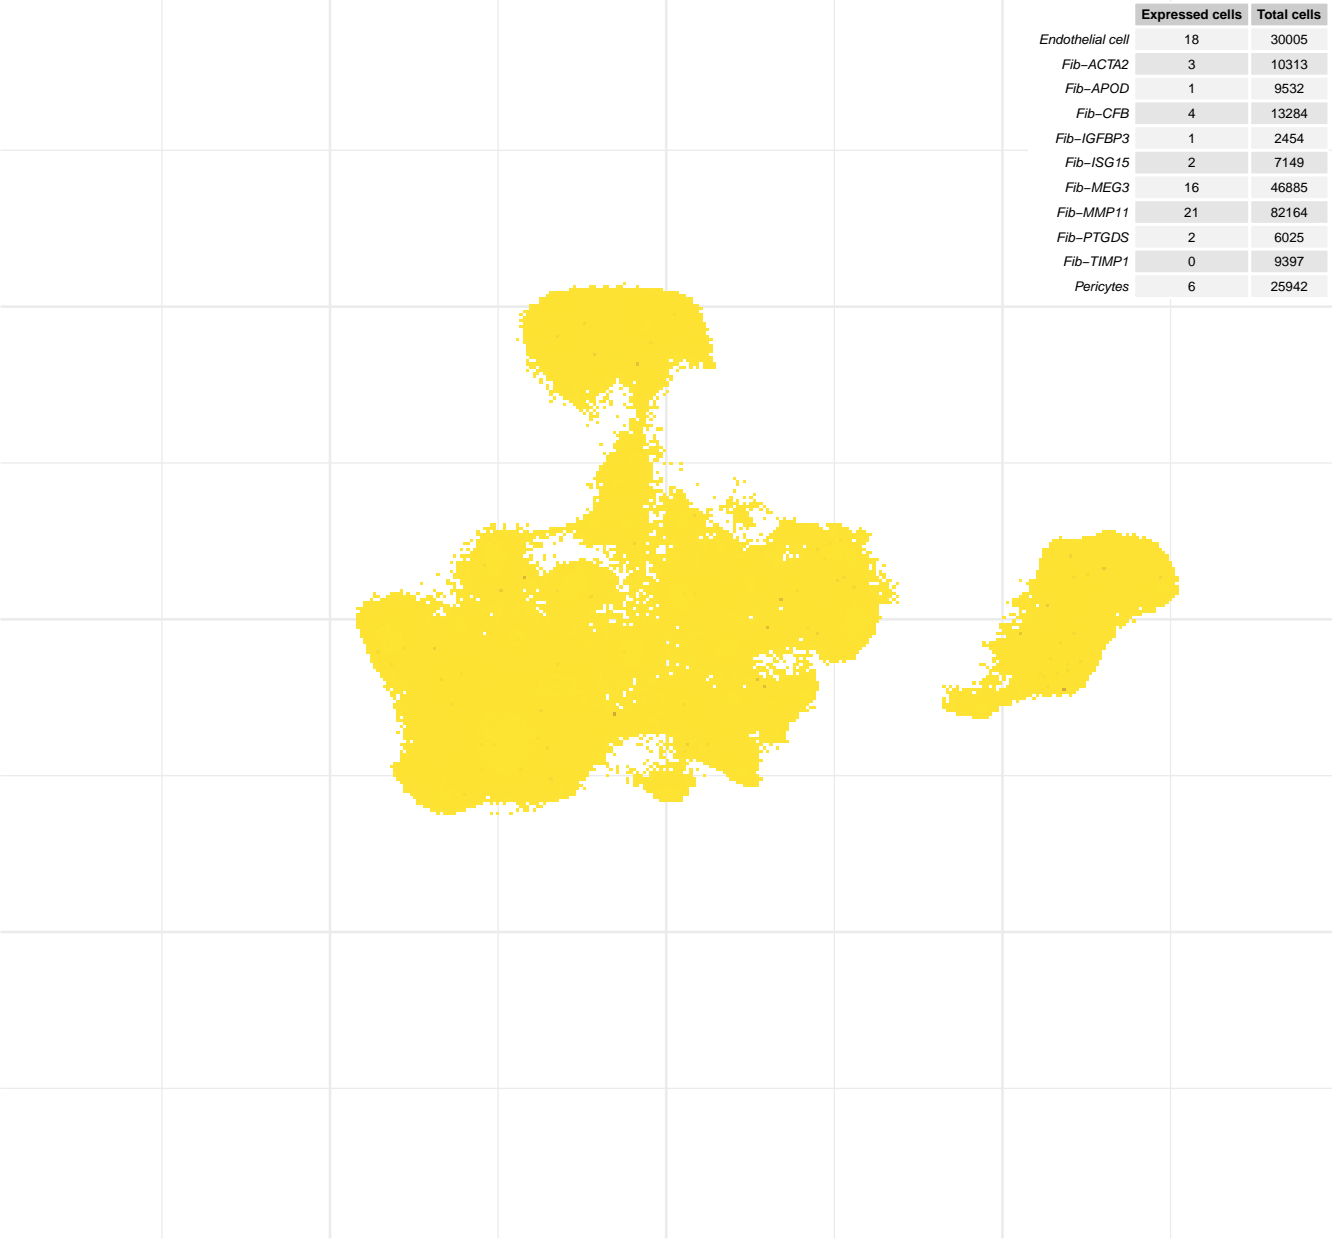 Expressed cells Total cells
Endothelial cell 18 30005
Fib−ACTA2 3 10313
Fib−APOD 1 9532
Fib−CFB 4 13284
Fib−IGFBP3 1 2454
Fib−ISG15 2 7149
Fib−MEG3 16 46885
Fib−MMP11 21 82164
Fib−PTGDS 2 6025
Fib−TIMP1 0 9397
Pericytes 6 25942